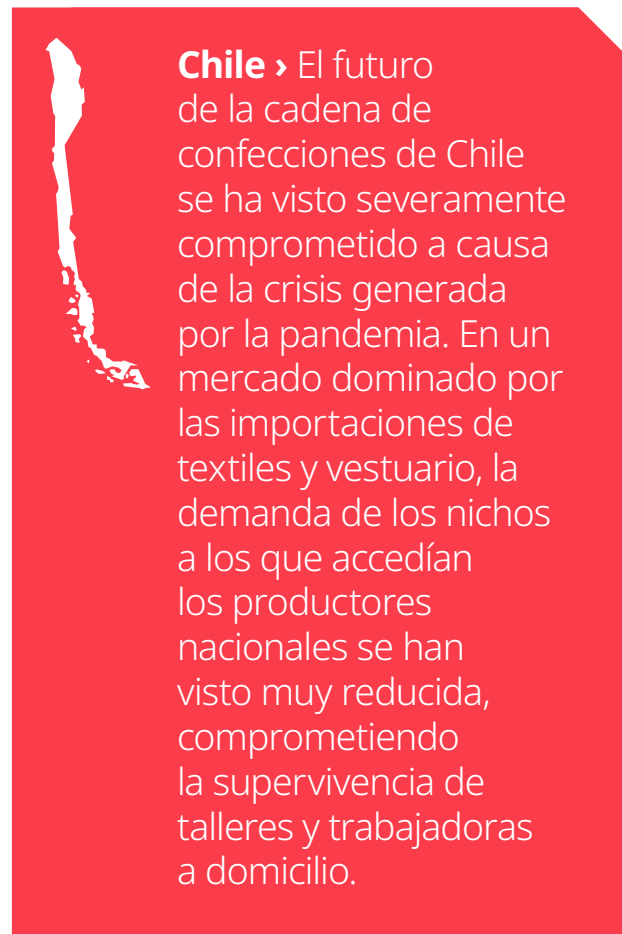 Chile › El futuro
de la cadena de
confecciones de Chile
se ha visto severamente
comprometido a causa
de la crisis generada
por la pandemia. En un
mercado dominado por
las importaciones de
textiles y vestuario, la
demanda de los nichos
a los que accedían
los productores
nacionales se han
visto muy reducida,
comprometiendo
la supervivencia de
talleres y trabajadoras
a domicilio.